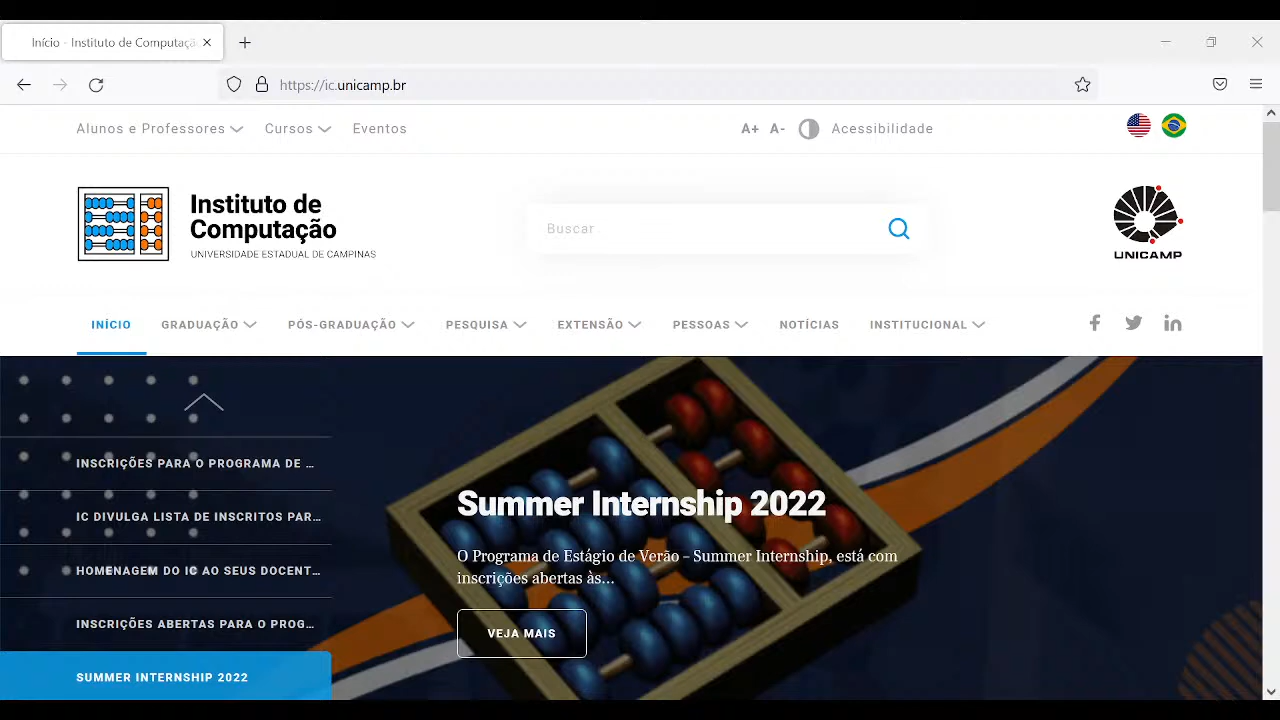 Início - Instituto de Computaçã
https://ic.unicamp.br
Alunos e Professores Cursos Eventos A+ A- Acessibilidade
Instituto de
Computação
UNIVERSIDADE ESTADUAL DE CAMPINAS
Buscar
UNICAMP
INÍCIO GRADUAÇÃO PÓS-GRADUAÇÃO PESQUISA EXTENSÃO PESSOAS NOTÍCIAS INSTITUCIONAL
INSCRIÇÕES PARA O PROGRAMA DE ...
IC DIVULGA LISTA DE INSCRITOS PAR...
HOMENAGEM DO IC AO SEUS DOCENT...
INSCRIÇÕES ABERTAS PARA O PROG...
SUMMER INTERNSHIP 2022
Summer Internship 2022
O Programa de Estágio de Verão – Summer Internship, está com
inscrições abertas às...
VEJA MAIS